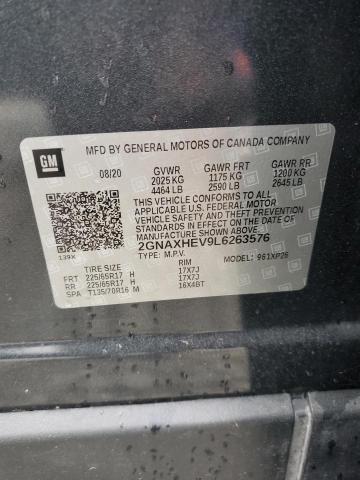 GM
MFD BY GENERAL MOTORS OF CANADA COMPANY
08/20 GVWR GAWR FRT GAWR RR
2025 KG 1175 KG 1200 KG
4464 LB 2590 LB 2645 LB
THIS VEHICLE CONFORMS TO ALL
APPLICABLE U.S. FEDERAL MOTOR
VEHICLE SAFETY, BUMPER, AND THEFT
PREVENTION STANDARDS IN EFFECT ON
THE DATE OF MANUFACTURE SHOWN ABOVE.
2GNAXHEV9L6263576
139X TYPE: M.P.V. MODEL: 961XP26
TIRE SIZE RIM
FRT 225/65R17 H 17X7J
RR 225/65R17 H 17X7J
SPA T135/70R16 M 16X4BT